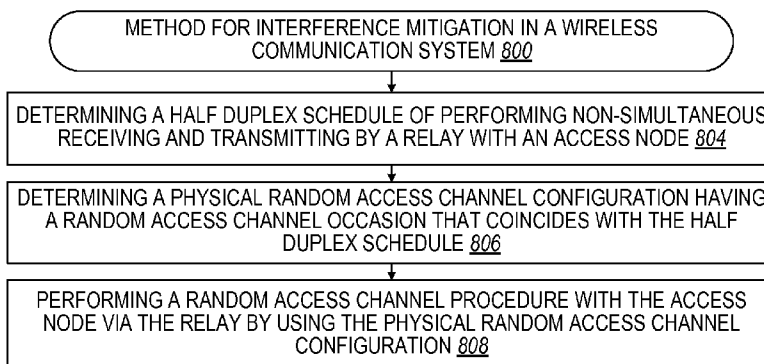 METHOD FOR INTERFERENCE MITIGATION IN A WIRELESS
COMMUNICATION SYSTEM 800
DETERMINING A HALF DUPLEX SCHEDULE OF PERFORMING NON-SIMULTANEOUS
RECEIVING AND TRANSMITTING BY A RELAY WITH AN ACCESS NODE 804
DETERMINING A PHYSICAL RANDOM ACCESS CHANNEL CONFIGURATION HAVING
A RANDOM ACCESS CHANNEL OCCASION THAT COINCIDES WITH THE HALF
DUPLEX SCHEDULE 806
PERFORMING A RANDOM ACCESS CHANNEL PROCEDURE WITH THE ACCESS
NODE VIA THE RELAY BY USING THE PHYSICAL RANDOM ACCESS CHANNEL
CONFIGURATION 808